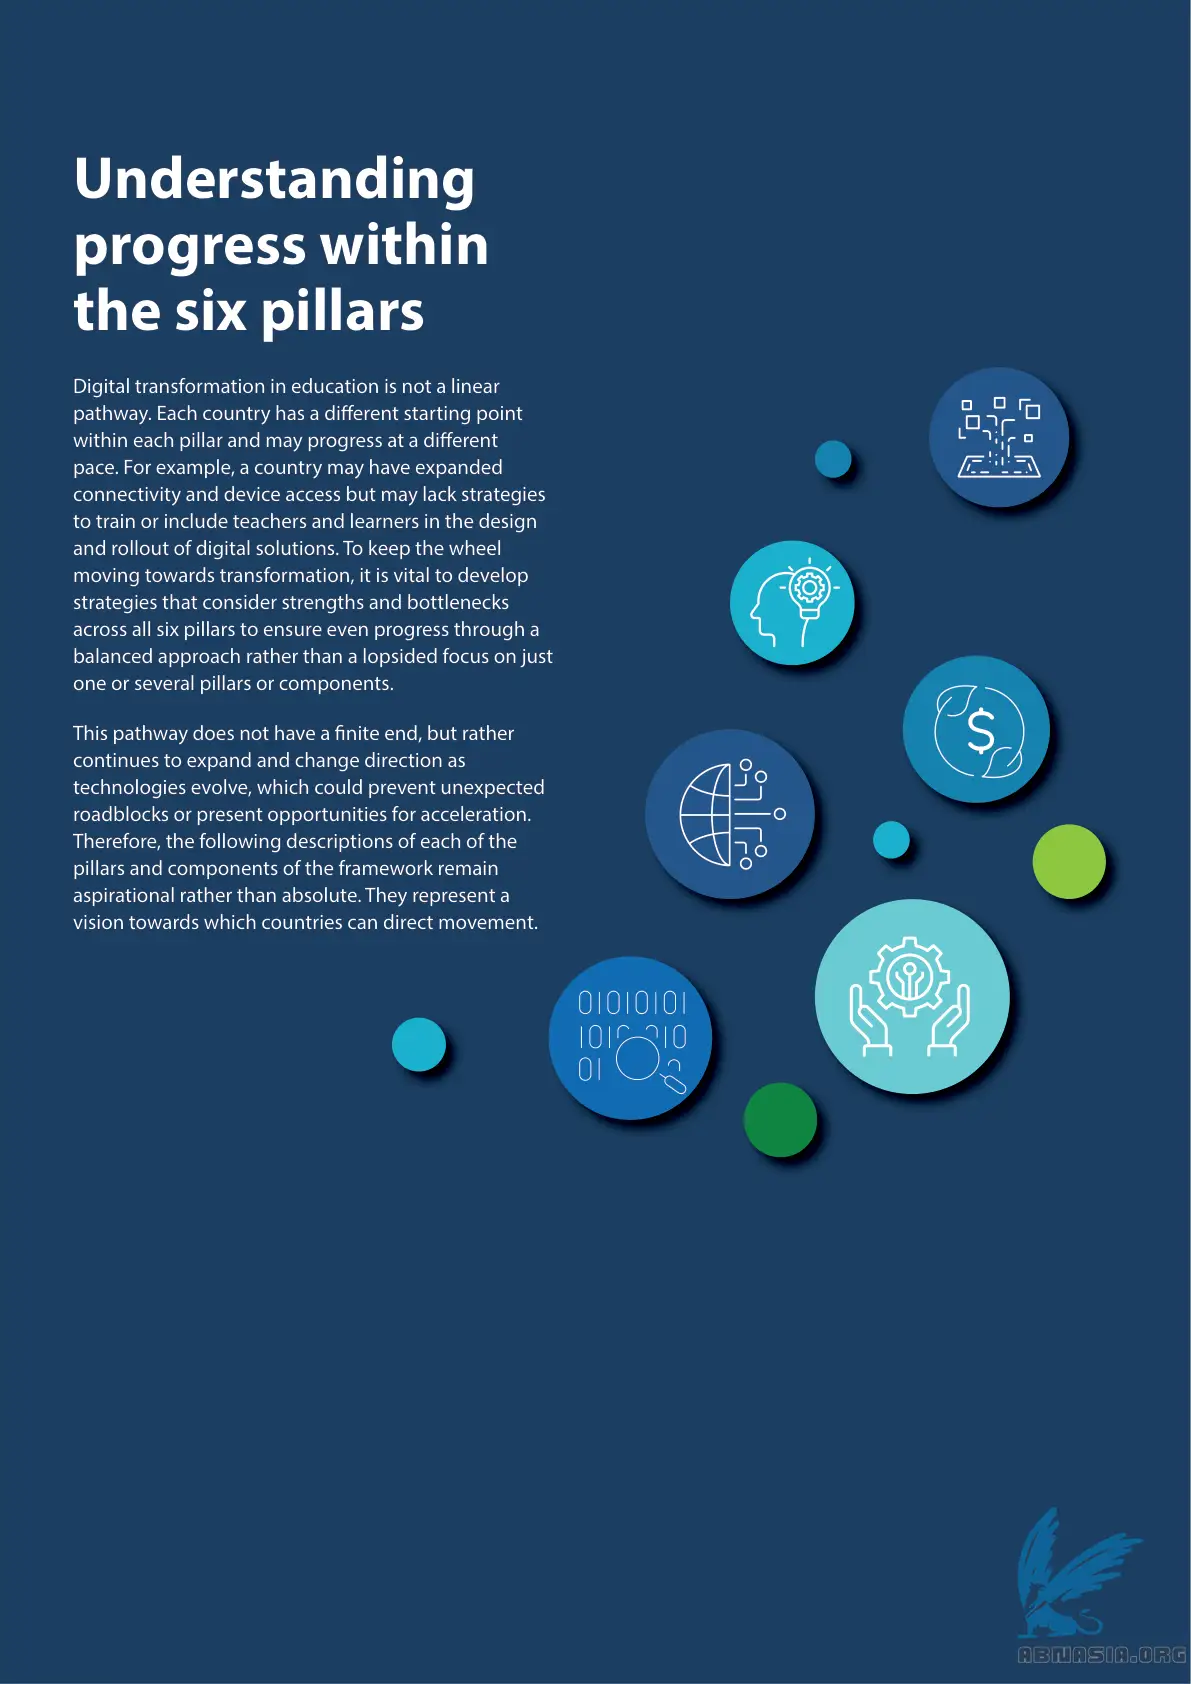 Understanding
progress within
the six pillars
Digital transformation in education is not a linear
pathway. Each country has a different starting point
within each pillar and may progress at a different
pace. For example, a country may have expanded
connectivity and device access but may lack strategies
to train or include teachers and learners in the design
and rollout of digital solutions. To keep the wheel
moving towards transformation, it is vital to develop
strategies that consider strengths and bottlenecks
across all six pillars to ensure even progress through a
balanced approach rather than a lopsided focus on just
one or several pillars or components.
This pathway does not have a finite end, but rather
continues to expand and change direction as
technologies evolve, which could prevent unexpected
roadblocks or present opportunities for acceleration.
Therefore, the following descriptions of each of the
pillars and components of the framework remain
aspirational rather than absolute. They represent a
vision towards which countries can direct movement.
$
01010101
101 10
01
ABNASIA.ORG